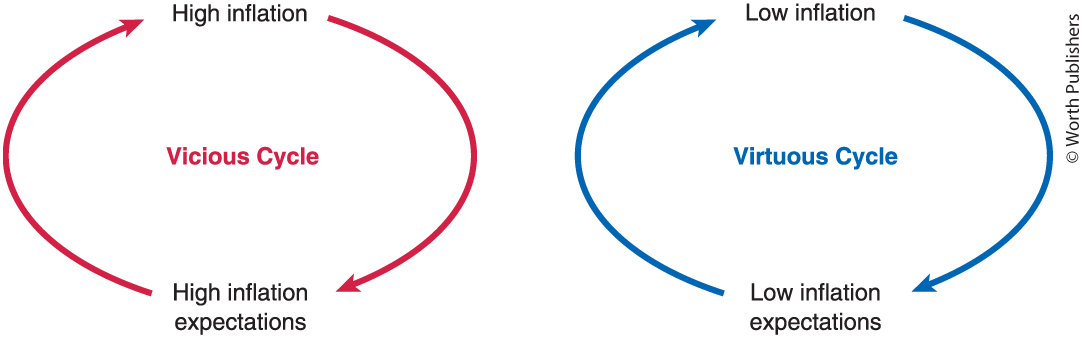 High inflation
Vicious Cycle
High inflation
expectations
Low inflation
Virtuous Cycle
Low inflation
expectations
© Worth Publishers